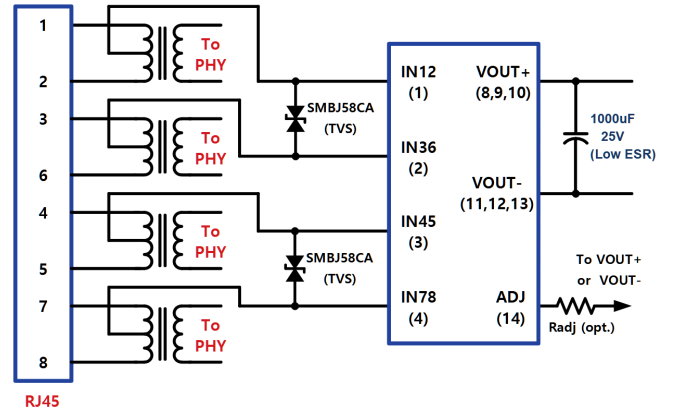 1
2
3
6
4
5
7
8
RJ45
To
PHY
To
PHY
To
PHY
To
PHY
SMBJ58CA
(TVS)
SMBJ58CA
(TVS)
IN12
(1)
IN36
(2)
IN45
(3)
IN78
(4)
VOUT+
(8,9,10)
VOUT-
(11,12,13)
ADJ
(14)
1000uF
25V
(Low ESR)
To VOUT+
or VOUT-
Radj (opt.)